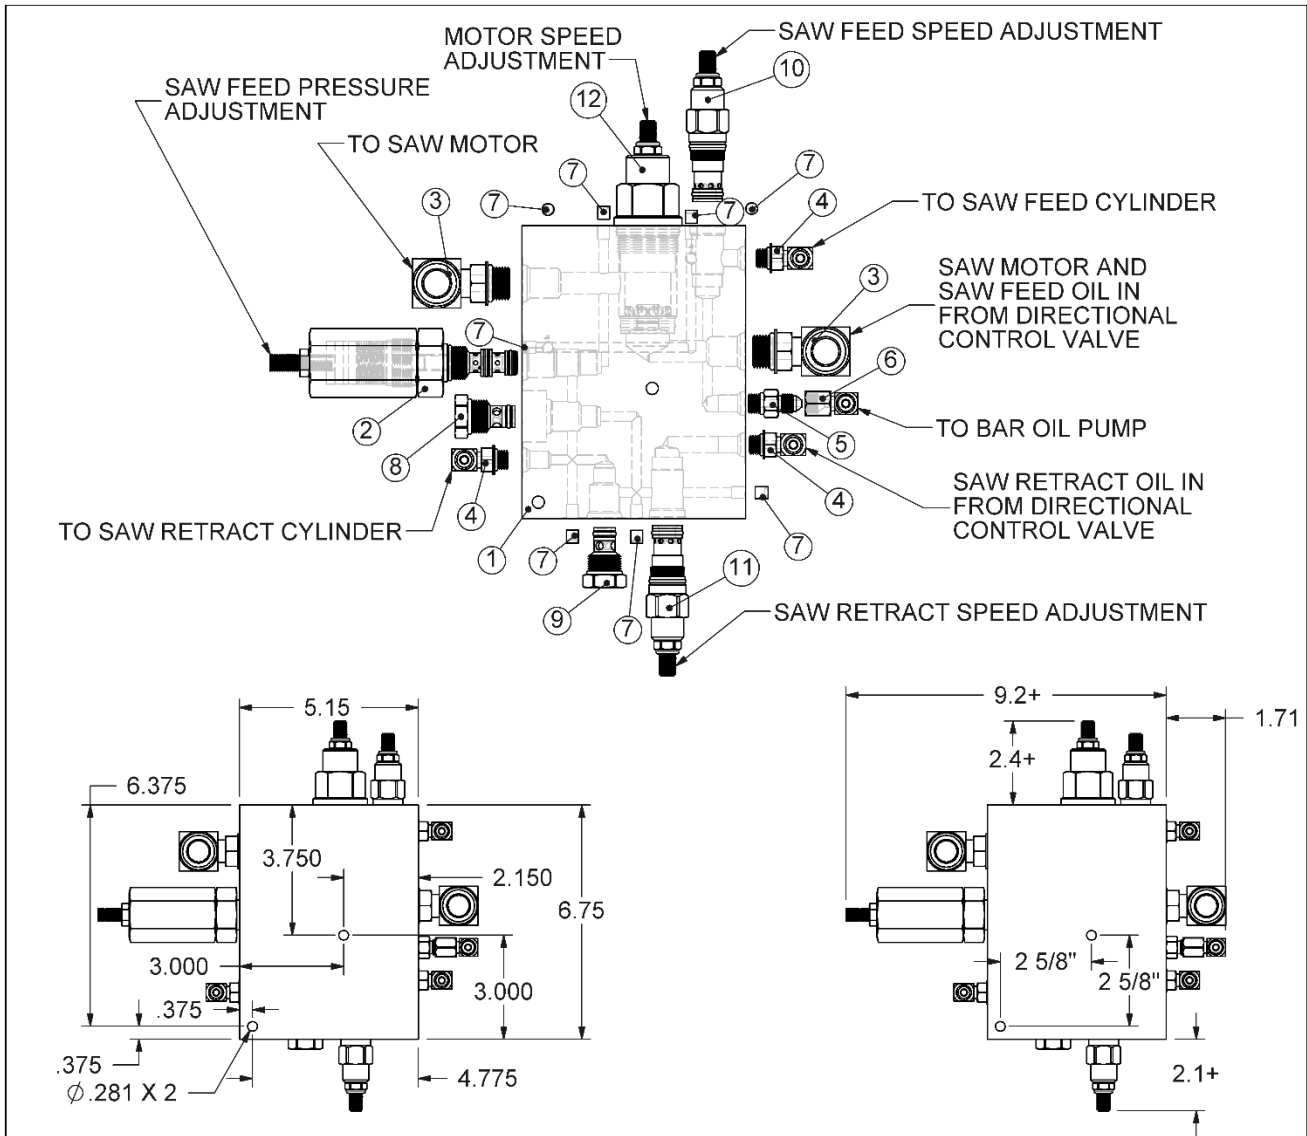 MOTOR SPEED
ADJUSTMENT
SAW FEED SPEED ADJUSTMENT
10
SAW FEED PRESSURE
ADJUSTMENT
12
TO SAW MOTOR
7
7
7
7
3
4
TO SAW FEED CYLINDER
SAW MOTOR AND
SAW FEED OIL IN
FROM DIRECTIONAL
CONTROL VALVE
3
7
6
2
5
TO BAR OIL PUMP
8
4
4
SAW RETRACT OIL IN
FROM DIRECTIONAL
CONTROL VALVE
TO SAW RETRACT CYLINDER
1
7
7
7
9
11
SAW RETRACT SPEED ADJUSTMENT
5.15
6.375
3.750
2.150
6.75
3.000
3.000
.375
.375
Ø.281 X 2
4.775
9.2+
1.71
2.4+
2 5/8"
2 5/8"
2.1+